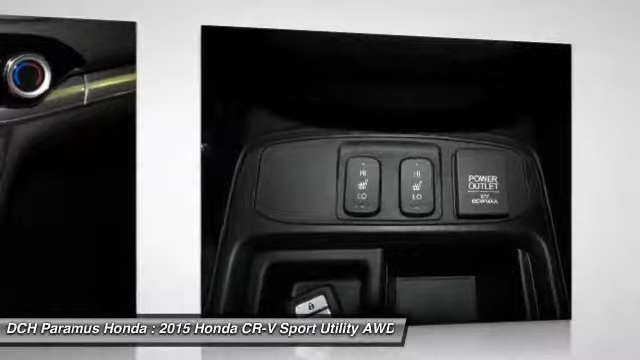 HI
LO
HI
LO
POWER
OUTLET
DCH Paramus Honda : 2015 Honda CR-V Sport Utility AWD